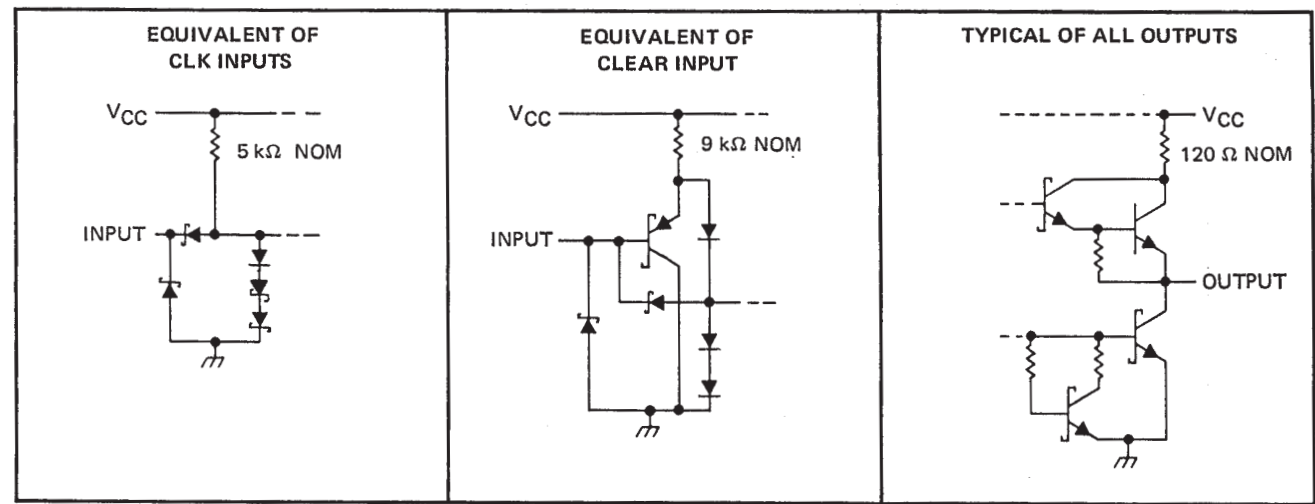 EQUIVALENT OF
CLK INPUTS
VCC
5 kΩ NOM
INPUT
EQUIVALENT OF
CLEAR INPUT
VCC
9 kΩ NOM
INPUT
TYPICAL OF ALL OUTPUTS
VCC
120 Ω NOM
OUTPUT